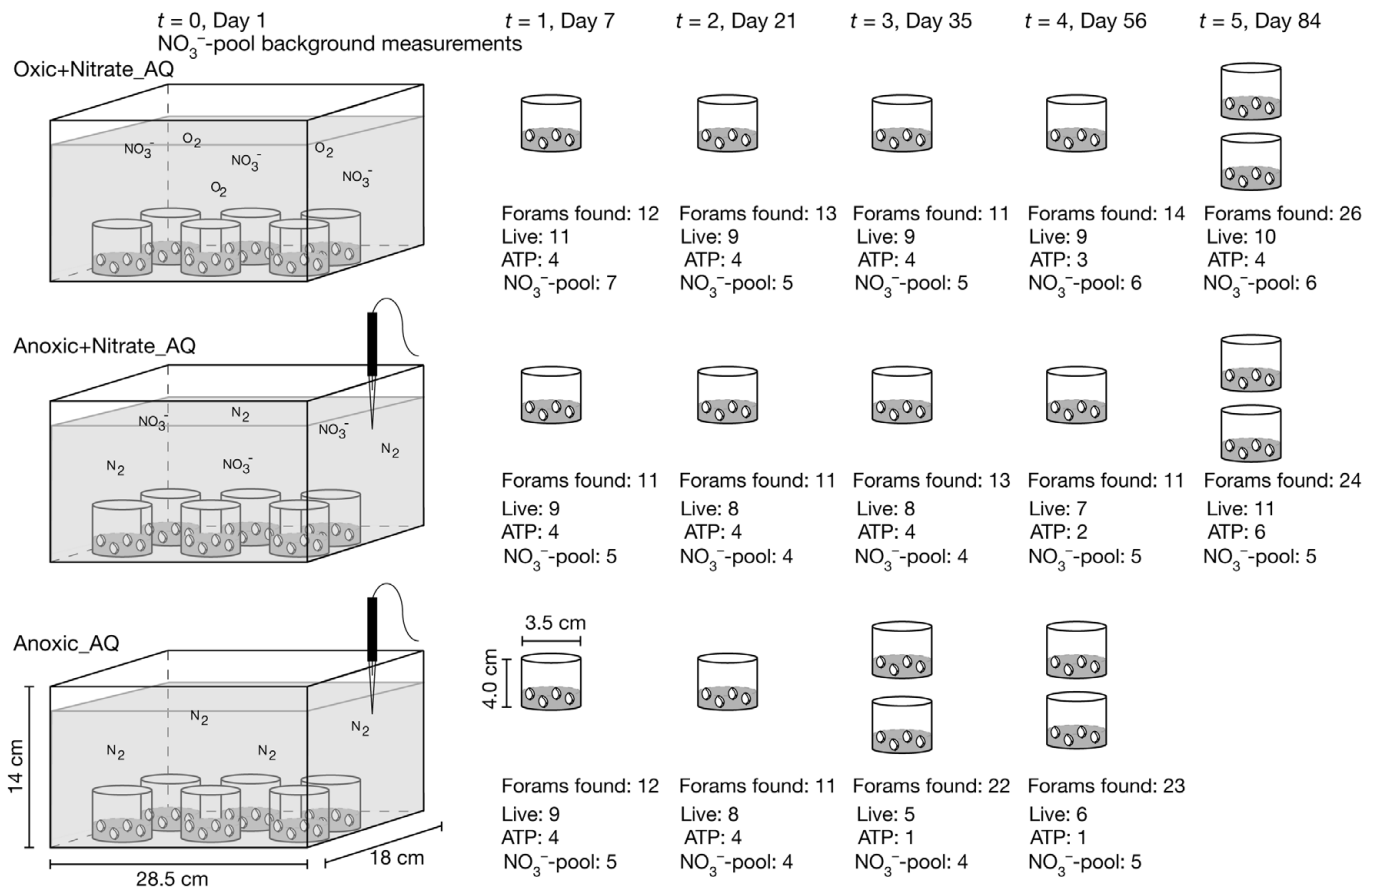 t = 0, Day 1
NO3−-pool background measurements
t = 1, Day 7
t = 2, Day 21
t = 3, Day 35
t = 4, Day 56
t = 5, Day 84
Oxic+Nitrate_AQ
NO3−
O2
NO3−
O2
NO3−
O2
Forams found: 12
Live: 11
ATP: 4
NO3−-pool: 7
Forams found: 13
Live: 9
ATP: 4
NO3−-pool: 5
Forams found: 11
Live: 9
ATP: 4
NO3−-pool: 5
Forams found: 14
Live: 9
ATP: 3
NO3−-pool: 6
Forams found: 26
Live: 10
ATP: 4
NO3−-pool: 6
Anoxic+Nitrate_AQ
NO3−
N2
NO3−
N2
N2
NO3−
Forams found: 11
Live: 9
ATP: 4
NO3−-pool: 5
Forams found: 11
Live: 8
ATP: 4
NO3−-pool: 4
Forams found: 13
Live: 8
ATP: 4
NO3−-pool: 4
Forams found: 11
Live: 7
ATP: 2
NO3−-pool: 5
Forams found: 24
Live: 11
ATP: 6
NO3−-pool: 5
Anoxic_AQ
N2
N2
N2
N2
14 cm
28.5 cm
18 cm
3.5 cm
4.0 cm
Forams found: 12
Live: 9
ATP: 4
NO3−-pool: 5
Forams found: 11
Live: 8
ATP: 4
NO3−-pool: 4
Forams found: 22
Live: 5
ATP: 1
NO3−-pool: 4
Forams found: 23
Live: 6
ATP: 1
NO3−-pool: 5